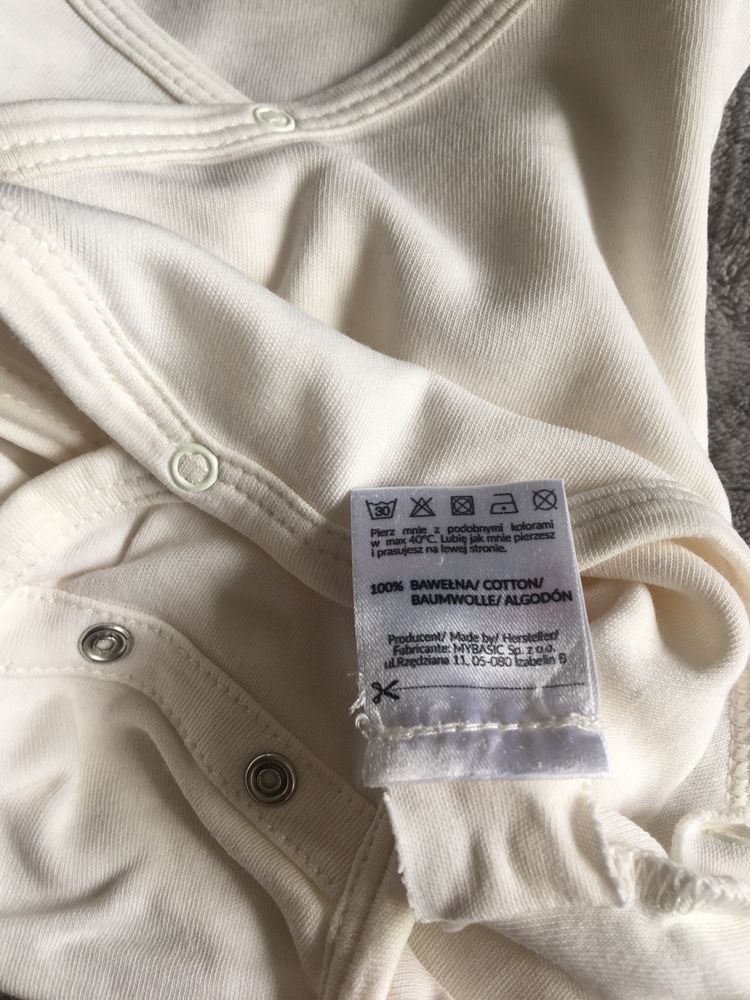 30
Pierz mnie z podobnymi kolorami
w max 40°C. Lubię jak mnie pierzesz
i prasujesz na lewej stronie.
100% BAWEŁNA/ COTTON/
BAUMWOLLE/ ALGODÓN
Producent/ Made by/ Hersteller/
Fabricante: MYBASIC Sp. z o.o.
ul.Rzędziana 11, 05-080 Izabelin B